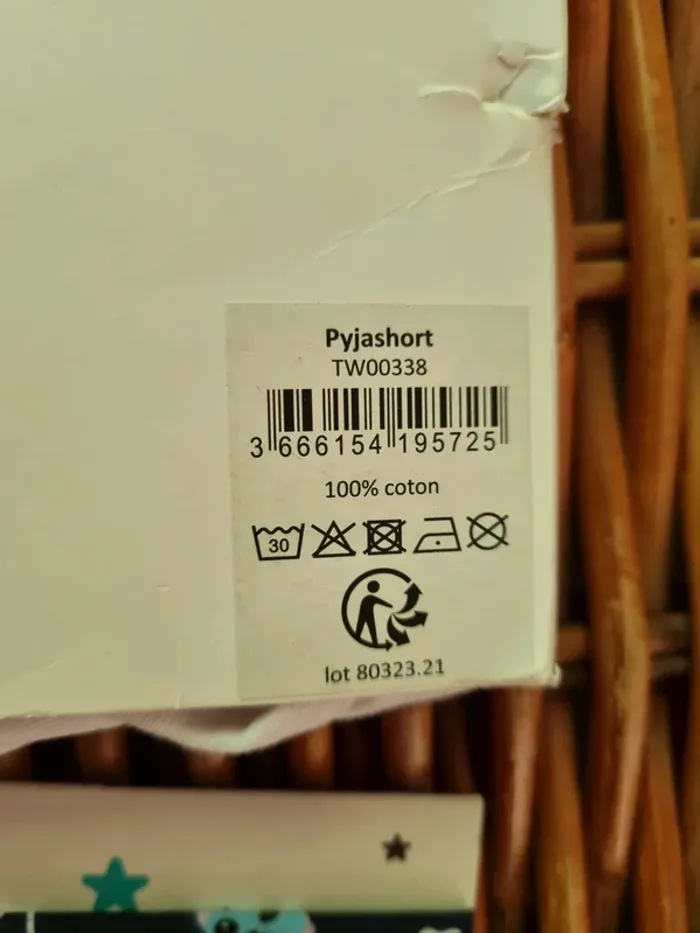 Pyjashort
TW00338
3 666154 195725
100% coton
30
lot 80323.21